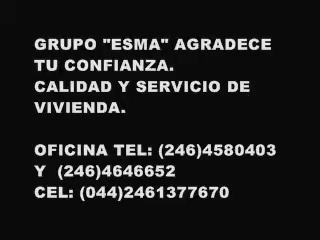 GRUPO "ESMA" AGRADECE
TU CONFIANZA.
CALIDAD Y SERVICIO DE
VIVIENDA.
OFICINA TEL: (246)4580403
Y (246)4646652
CEL: (044)2461377670